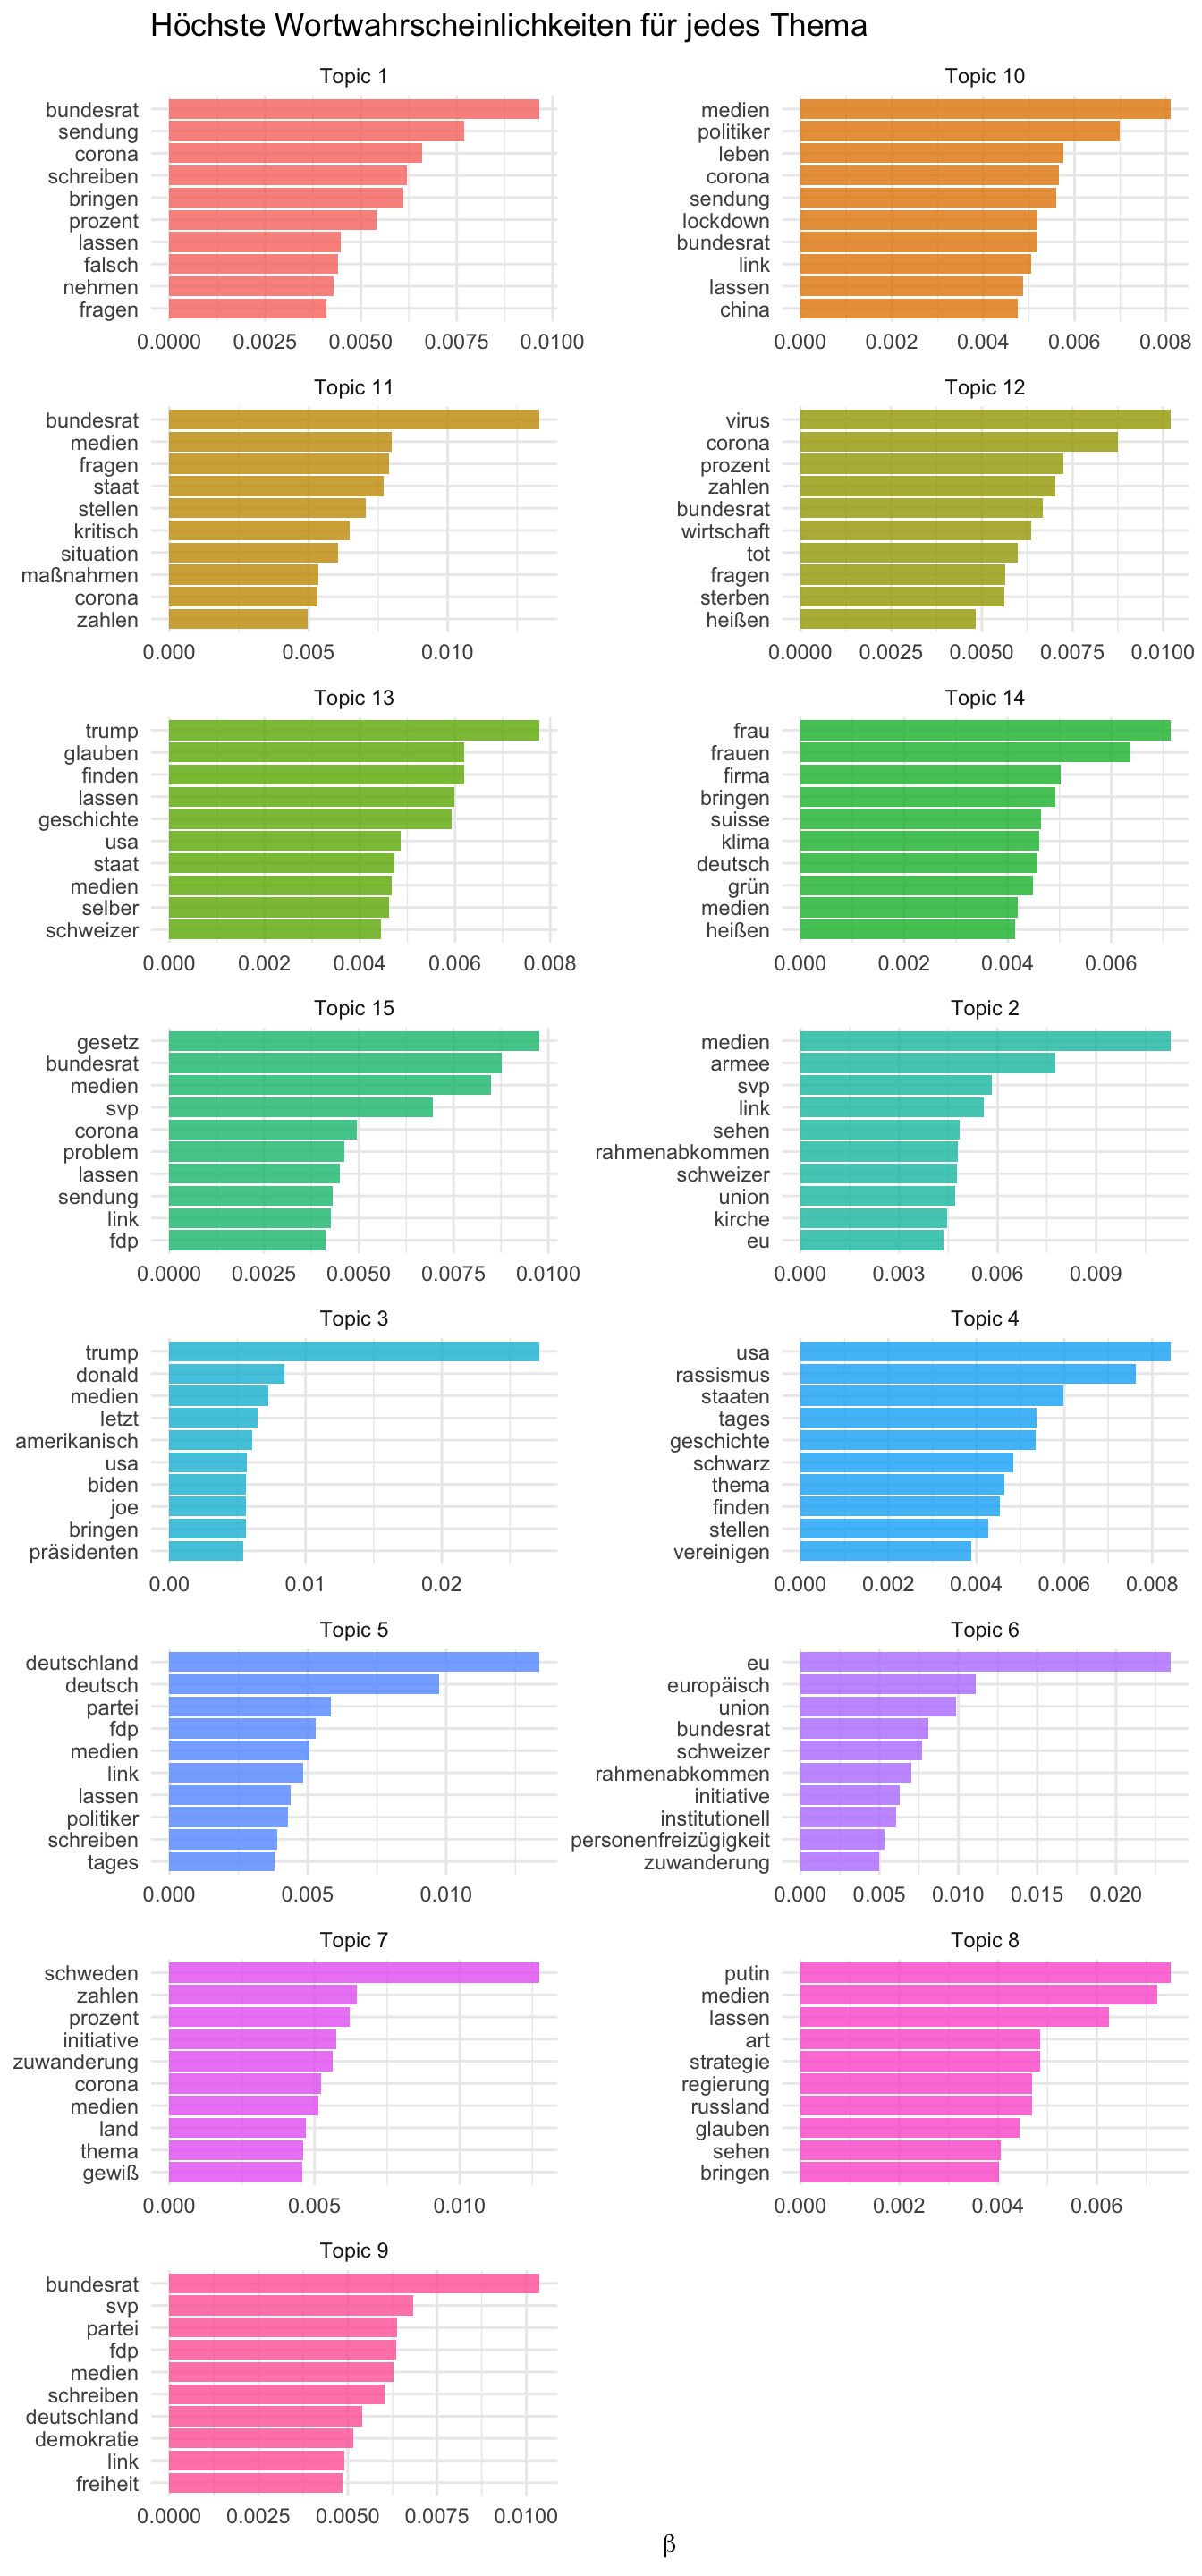 Höchste Wortwahrscheinlichkeiten für jedes Thema
Topic 1
bundesrat
sendung
corona
schreiben
bringen
prozent
lassen
falsch
nehmen
fragen
0.0000 0.0025 0.0050 0.0075 0.0100
Topic 10
medien
politiker
leben
corona
sendung
lockdown
bundesrat
link
lassen
china
0.000 0.002 0.004 0.006 0.008
Topic 11
bundesrat
medien
fragen
staat
stellen
kritisch
situation
maßnahmen
corona
zahlen
0.000 0.005 0.010
Topic 12
virus
corona
prozent
zahlen
bundesrat
wirtschaft
tot
fragen
sterben
heißen
0.0000 0.0025 0.0050 0.0075 0.0100
Topic 13
trump
glauben
finden
lassen
geschichte
usa
staat
medien
selber
schweizer
0.000 0.002 0.004 0.006 0.008
Topic 14
frau
frauen
firma
bringen
suisse
klima
deutsch
grün
medien
heißen
0.000 0.002 0.004 0.006
Topic 15
gesetz
bundesrat
medien
svp
corona
problem
lassen
sendung
link
fdp
0.0000 0.0025 0.0050 0.0075 0.0100
Topic 2
medien
armee
svp
link
sehen
rahmenabkommen
schweizer
union
kirche
eu
0.000 0.003 0.006 0.009
Topic 3
trump
donald
medien
letzt
amerikanisch
usa
biden
joe
bringen
präsidenten
0.00 0.01 0.02
Topic 4
usa
rassismus
staaten
tages
geschichte
schwarz
thema
finden
stellen
vereinigen
0.000 0.002 0.004 0.006 0.008
Topic 5
deutschland
deutsch
partei
fdp
medien
link
lassen
politiker
schreiben
tages
0.000 0.005 0.010
Topic 6
eu
europäisch
union
bundesrat
schweizer
rahmenabkommen
initiative
institutionell
personenfreizügigkeit
zuwanderung
0.000 0.005 0.010 0.015 0.020
Topic 7
schweden
zahlen
prozent
initiative
zuwanderung
corona
medien
land
thema
gewiß
0.000 0.005 0.010
Topic 8
putin
medien
lassen
art
strategie
regierung
russland
glauben
sehen
bringen
0.000 0.002 0.004 0.006
Topic 9
bundesrat
svp
partei
fdp
medien
schreiben
deutschland
demokratie
link
freiheit
0.0000 0.0025 0.0050 0.0075 0.0100
β